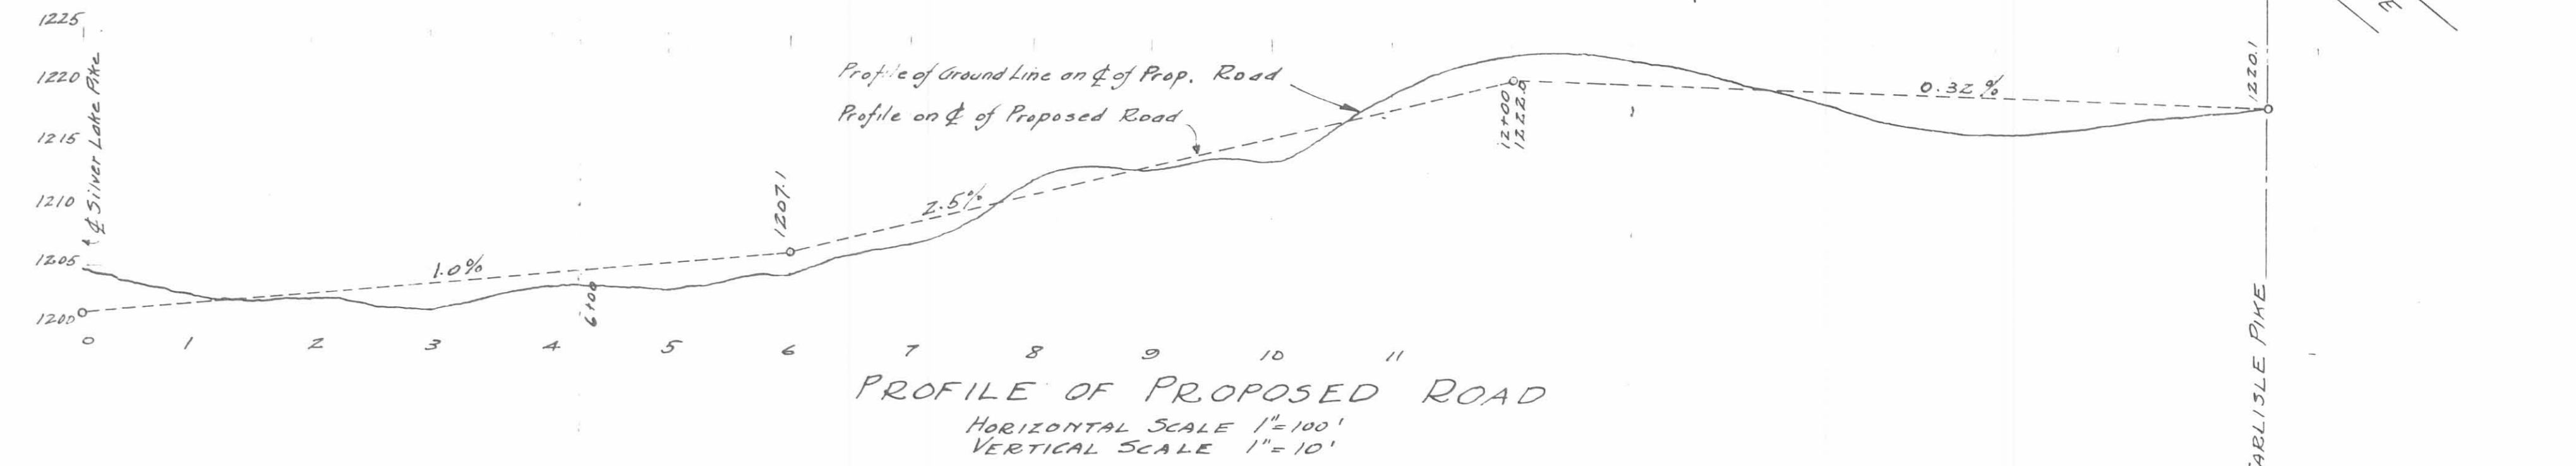 1225
1220
1215
1210
1205
1200
℄ Silver Lake Pike
1.0%
6+00
1207.1
2.5%
Profile of Ground Line on ℄ of Prop. Road
Profile on ℄ of Proposed Road
12+00
1222.0
0.32%
1220.1
ARLISLE PIKE
0 1 2 3 4 5 6 7 8 9 10 11
PROFILE OF PROPOSED ROAD
HORIZONTAL SCALE 1"=100'
VERTICAL SCALE 1"=10'